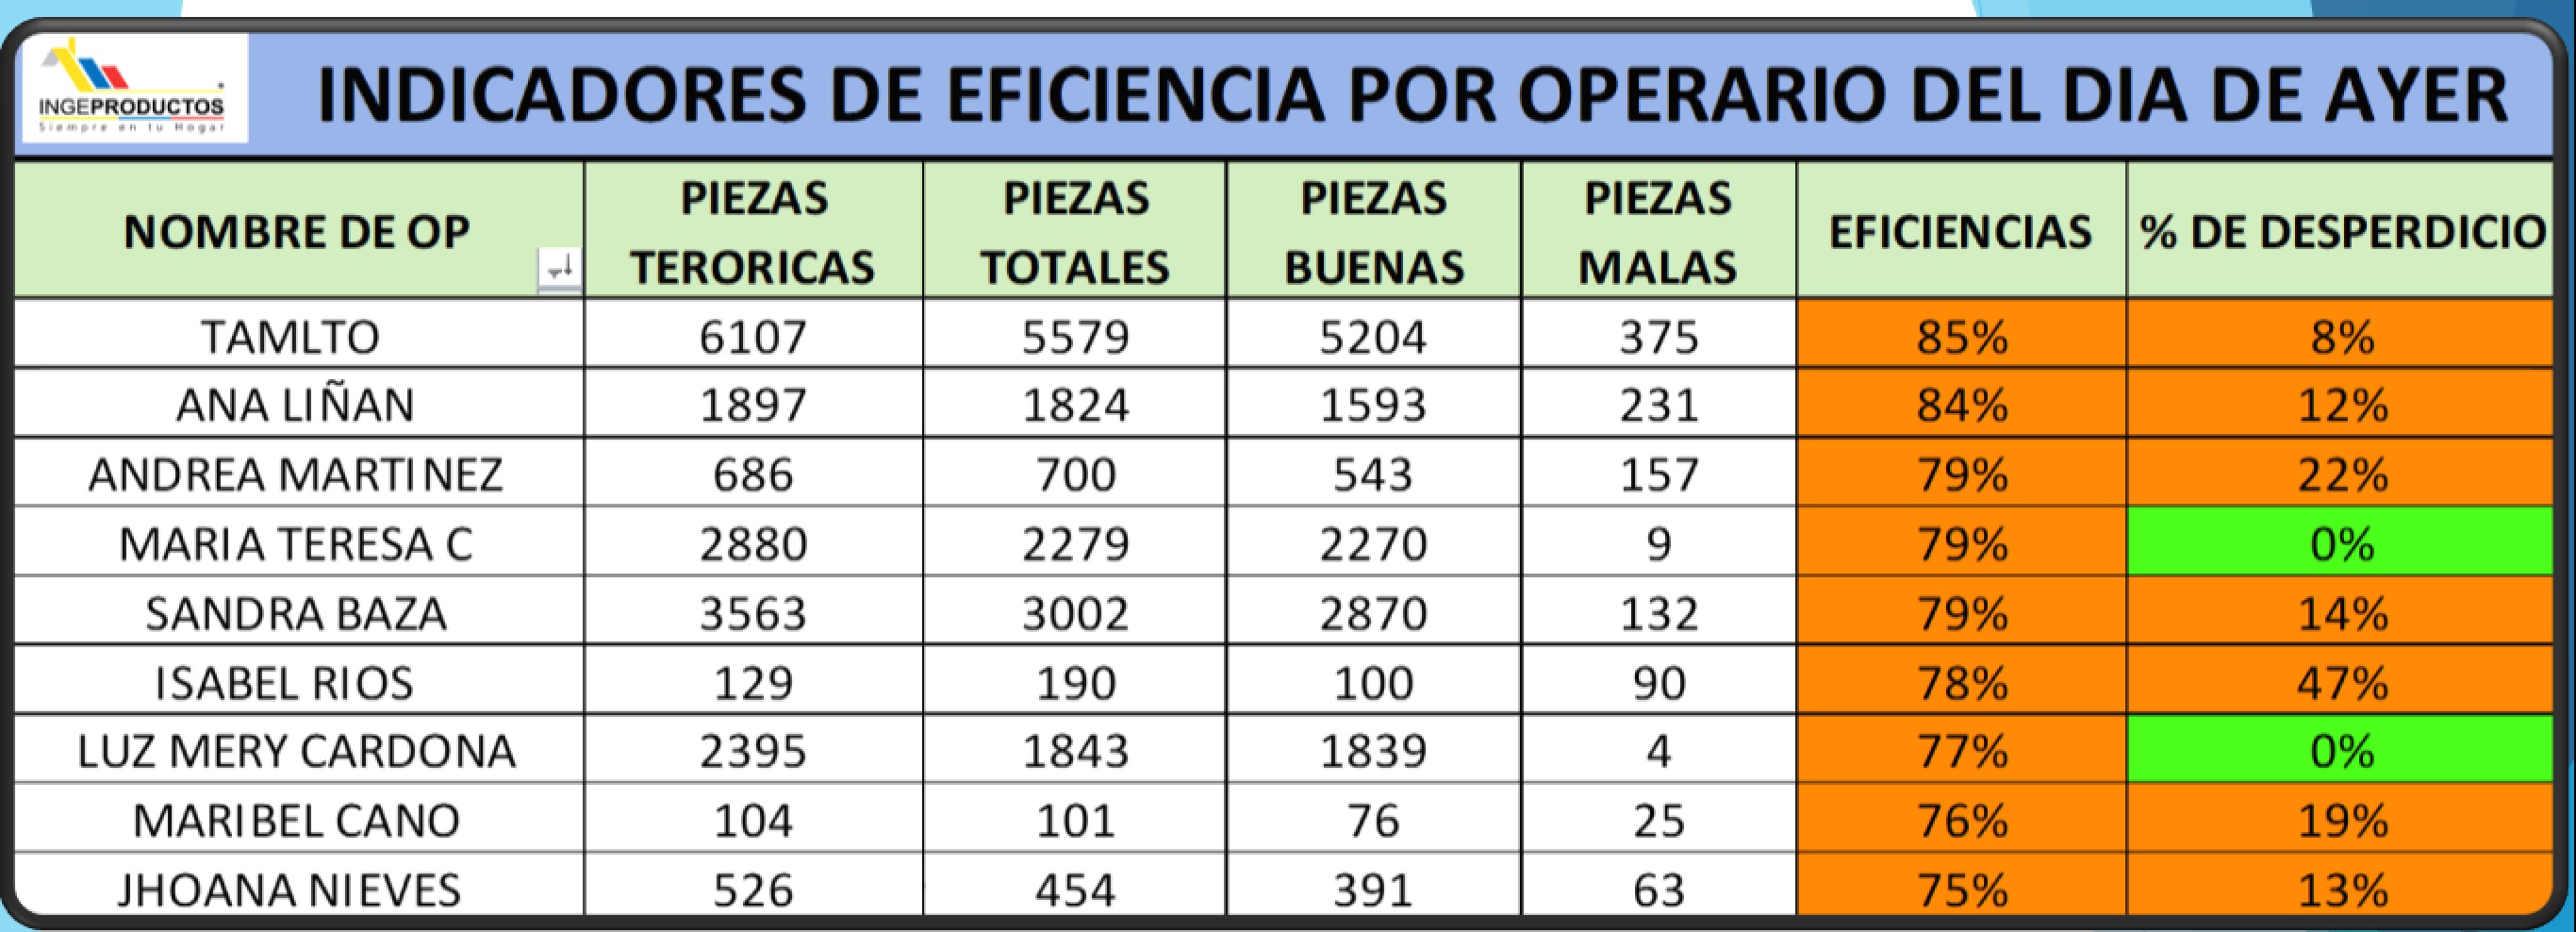 INGEPRODUCTOS
Siempre en tu Hogar
INDICADORES DE EFICIENCIA POR OPERARIO DEL DIA DE AYER
NOMBRE DE OP PIEZAS TERORICAS PIEZAS TOTALES PIEZAS BUENAS PIEZAS MALAS EFICIENCIAS % DE DESPERDICIO
TAMLTO 6107 5579 5204 375 85% 8%
ANA LIÑAN 1897 1824 1593 231 84% 12%
ANDREA MARTINEZ 686 700 543 157 79% 22%
MARIA TERESA C 2880 2279 2270 9 79% 0%
SANDRA BAZA 3563 3002 2870 132 79% 14%
ISABEL RIOS 129 190 100 90 78% 47%
LUZ MERY CARDONA 2395 1843 1839 4 77% 0%
MARIBEL CANO 104 101 76 25 76% 19%
JHOANA NIEVES 526 454 391 63 75% 13%